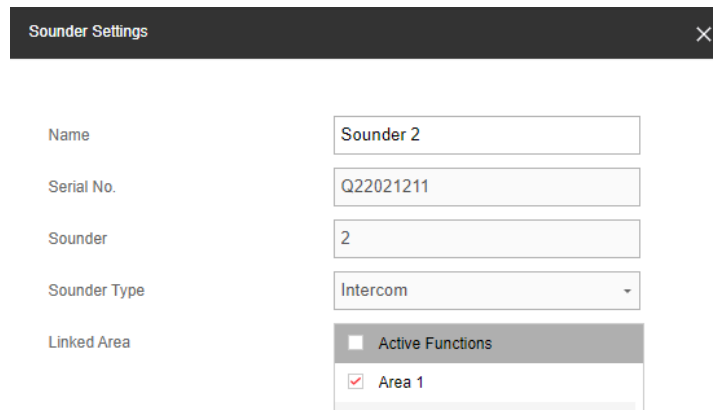 Sounder Settings
Name
Sounder 2
Serial No.
Q22021211
Sounder
2
Sounder Type
Intercom
Linked Area
Active Functions
Area 1